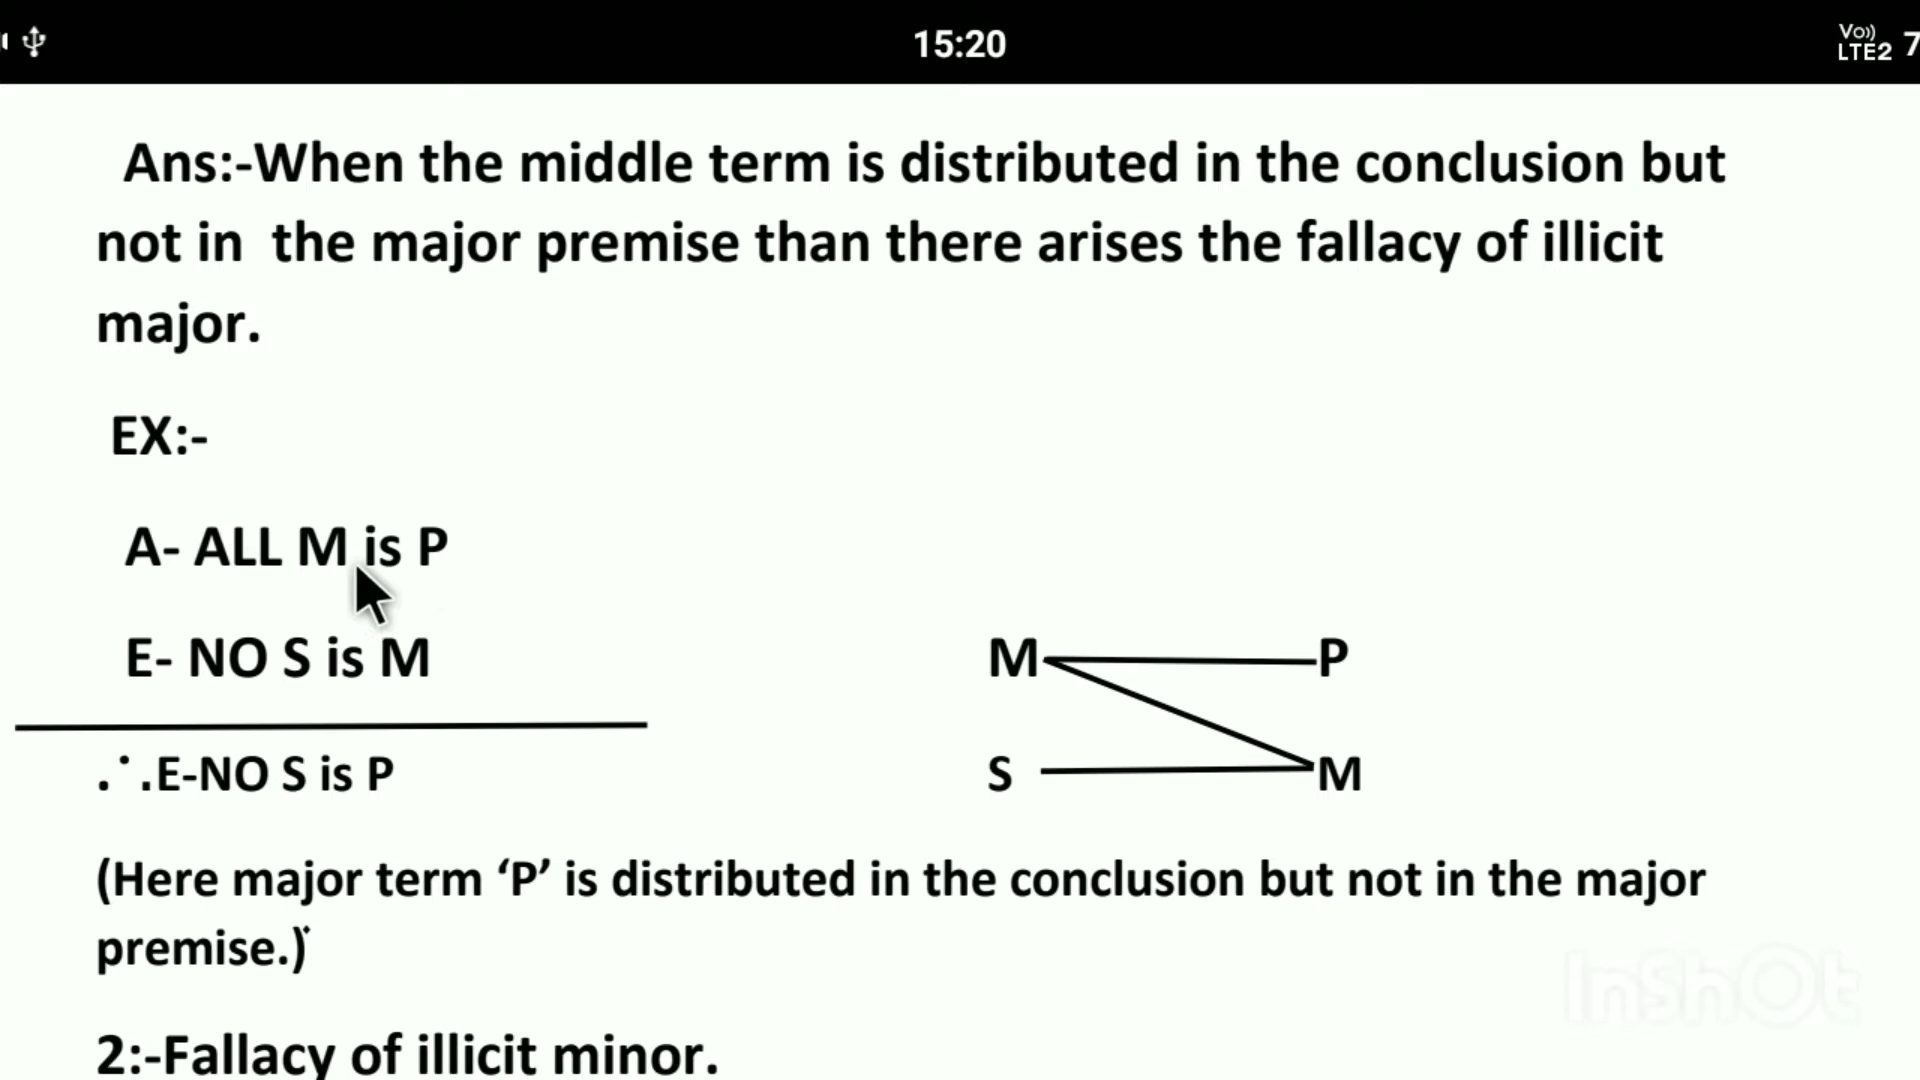 15:20
Vo))
LTE2 7
Ans:-When the middle term is distributed in the conclusion but
not in the major premise than there arises the fallacy of illicit
major.
EX:-
A- ALL M is P
E- NO S is M
M P
∴E-NO S is P
S M
(Here major term ‘P’ is distributed in the conclusion but not in the major
premise.)
2:-Fallacy of illicit minor.
InShOt